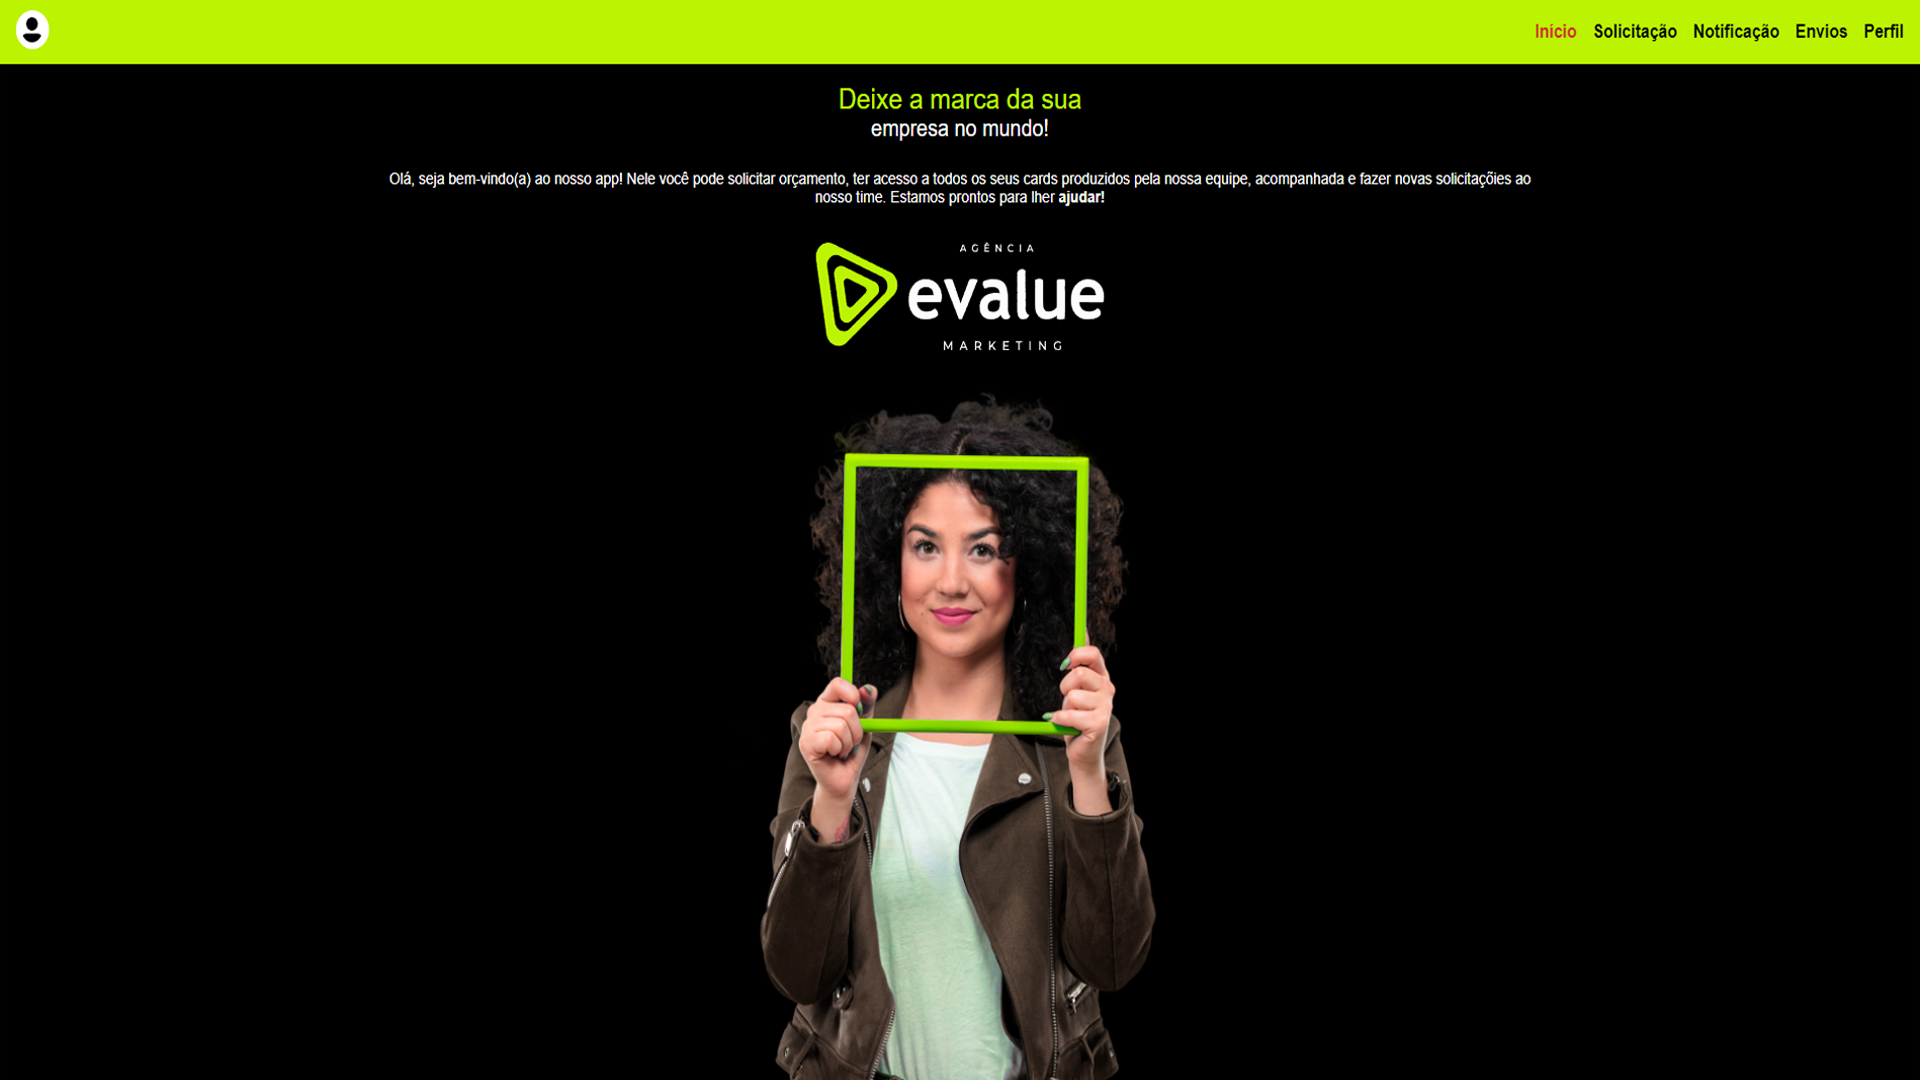 Início Solicitação Notificação Envios Perfil
Deixe a marca da sua
empresa no mundo!
Olá, seja bem-vindo(a) ao nosso app! Nele você pode solicitar orçamento, ter acesso a todos os seus cards produzidos pela nossa equipe, acompanhada e fazer novas solicitaçõies ao
nosso time. Estamos prontos para lher ajudar!
AGÊNCIA
evalue
MARKETING